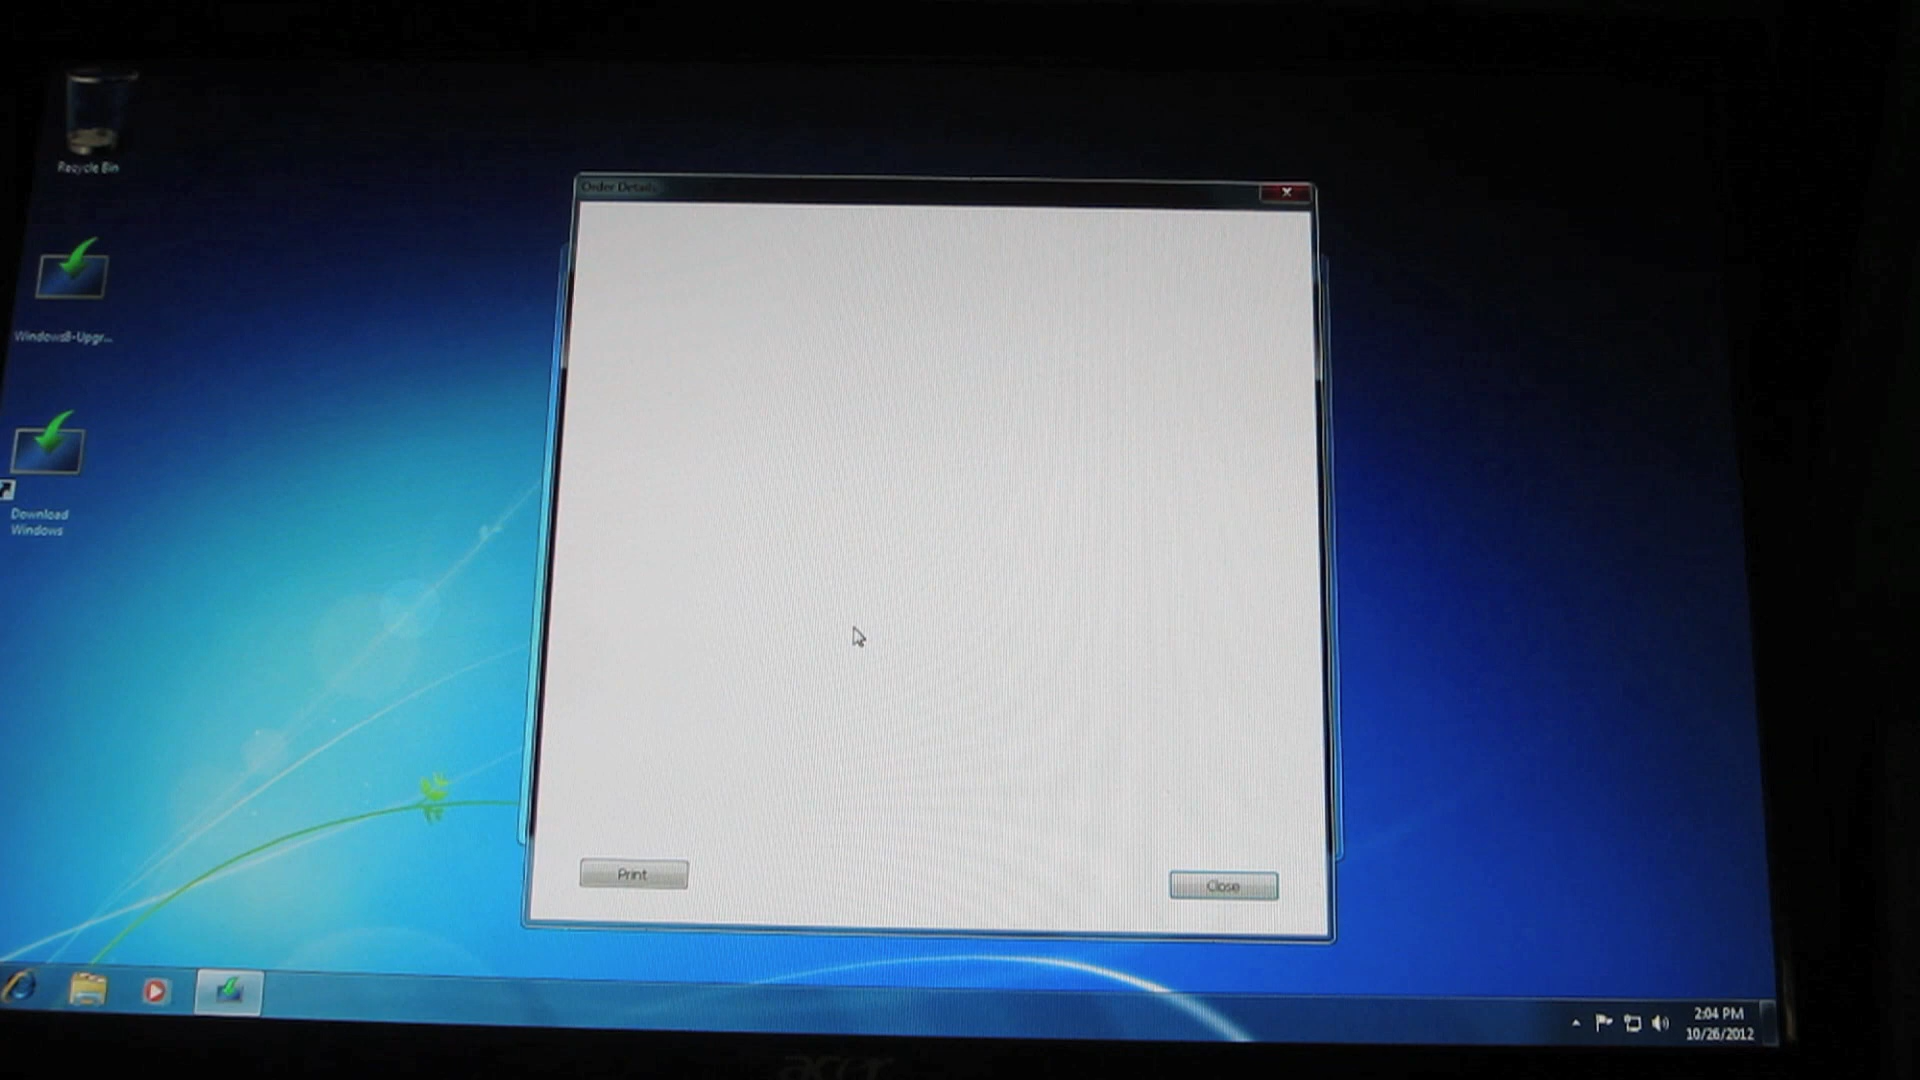 Recycle Bin
Order Details
Windows8-Upgr...
Download
Windows
Print
Close
2:04 PM
10/26/2012
acer